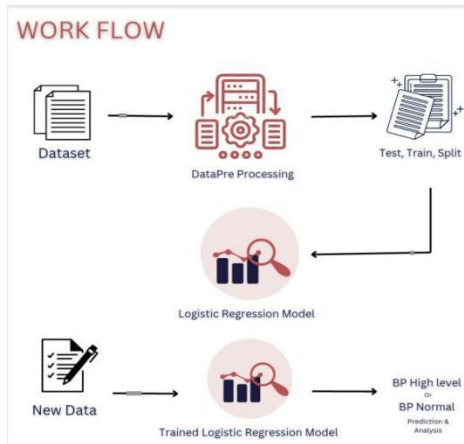 WORK FLOW
Dataset
DataPre Processing
Test, Train, Split
Logistic Regression Model
New Data
Trained Logistic Regression Model
BP High level
Or
BP Normal
Prediction &
Analysis